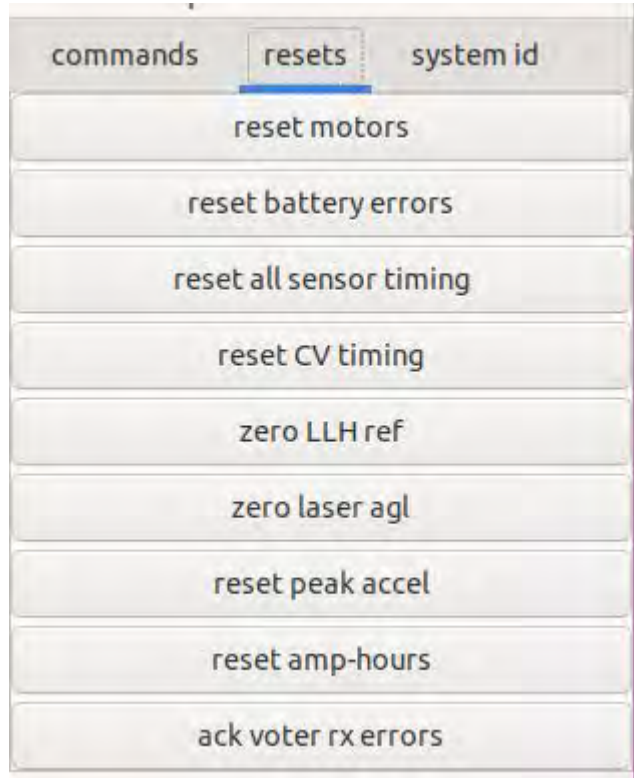 commands resets system id
reset motors
reset battery errors
reset all sensor timing
reset CV timing
zero LLH ref
zero laser agl
reset peak accel
reset amp-hours
ack voter rx errors